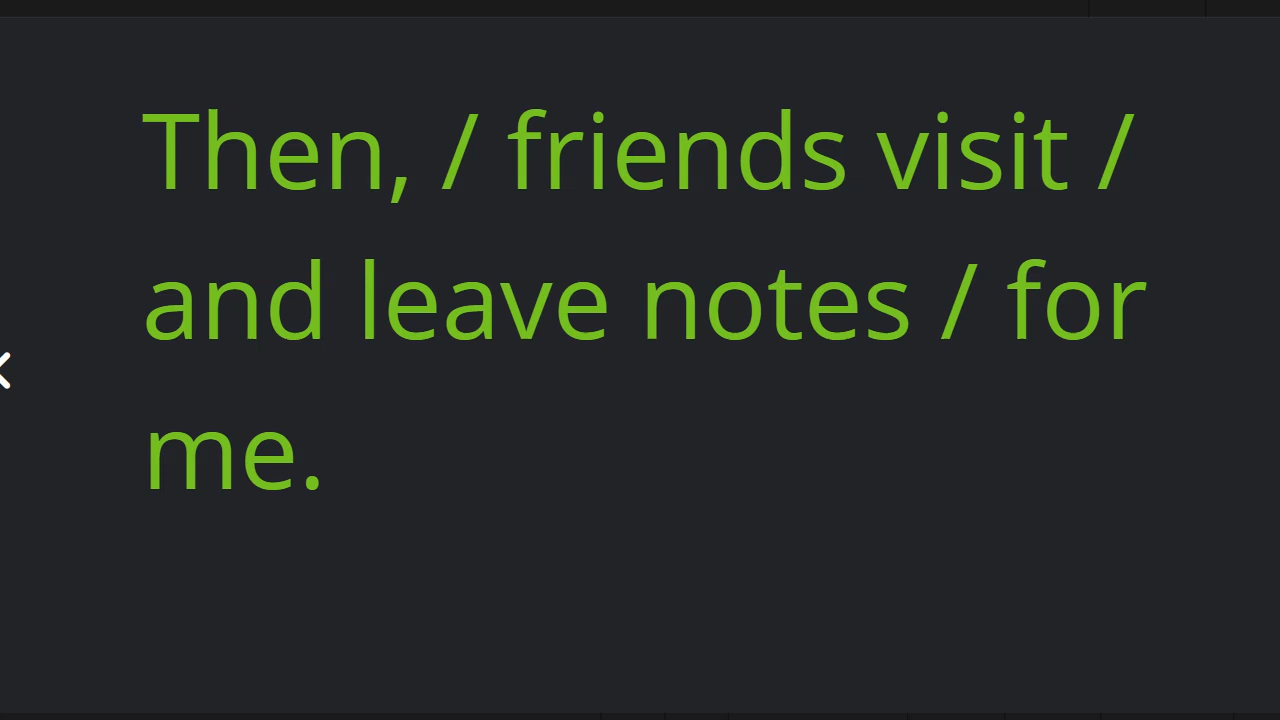 Then, / friends visit /
and leave notes / for
me.